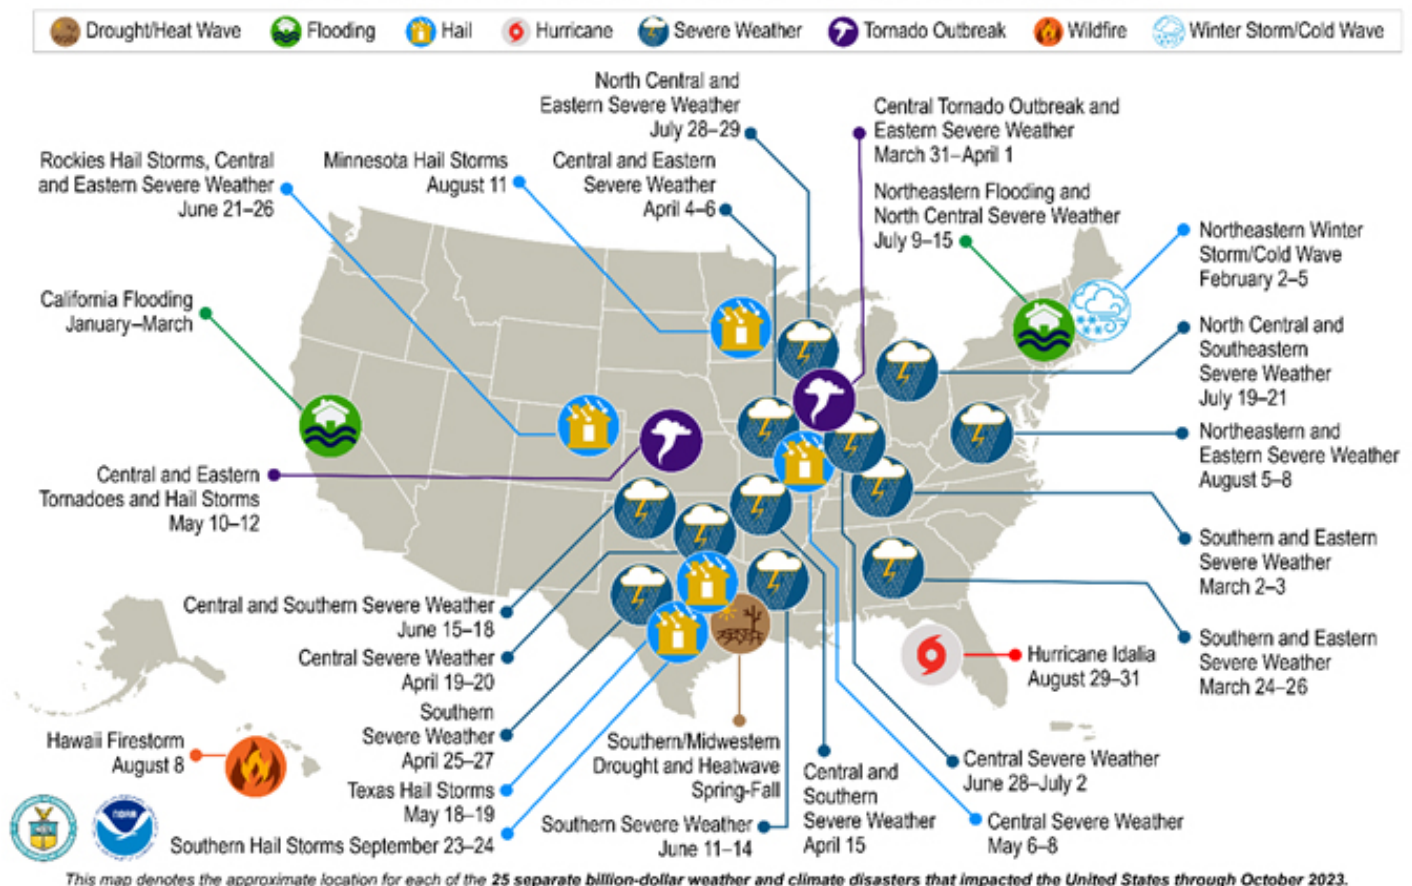 Drought/Heat Wave Flooding Hail Hurricane Severe Weather Tornado Outbreak Wildfire Winter Storm/Cold Wave
North Central and
Eastern Severe Weather
July 28–29
Central Tornado Outbreak and
Eastern Severe Weather
March 31–April 1
Rockies Hail Storms, Central
and Eastern Severe Weather
June 21–26
Minnesota Hail Storms
August 11
Central and Eastern
Severe Weather
April 4–6
Northeastern Flooding and
North Central Severe Weather
July 9–15
Northeastern Winter
Storm/Cold Wave
February 2–5
California Flooding
January–March
North Central and
Southeastern
Severe Weather
July 19–21
Northeastern and
Eastern Severe Weather
August 5–8
Central and Eastern
Tornadoes and Hail Storms
May 10–12
Southern and Eastern
Severe Weather
March 2–3
Central and Southern Severe Weather
June 15–18
Central Severe Weather
April 19–20
Southern and Eastern
Severe Weather
March 24–26
Hurricane Idalia
August 29–31
Southern
Severe Weather
April 25–27
Hawaii Firestorm
August 8
Southern/Midwestern
Drought and Heatwave
Spring-Fall
Central and
Southern
Severe Weather
April 15
Central Severe Weather
June 28–July 2
Texas Hail Storms
May 18–19
Southern Severe Weather
June 11–14
Central Severe Weather
May 6–8
NOAA
Southern Hail Storms September 23–24
This map denotes the approximate location for each of the 25 separate billion-dollar weather and climate disasters that impacted the United States through October 2023.